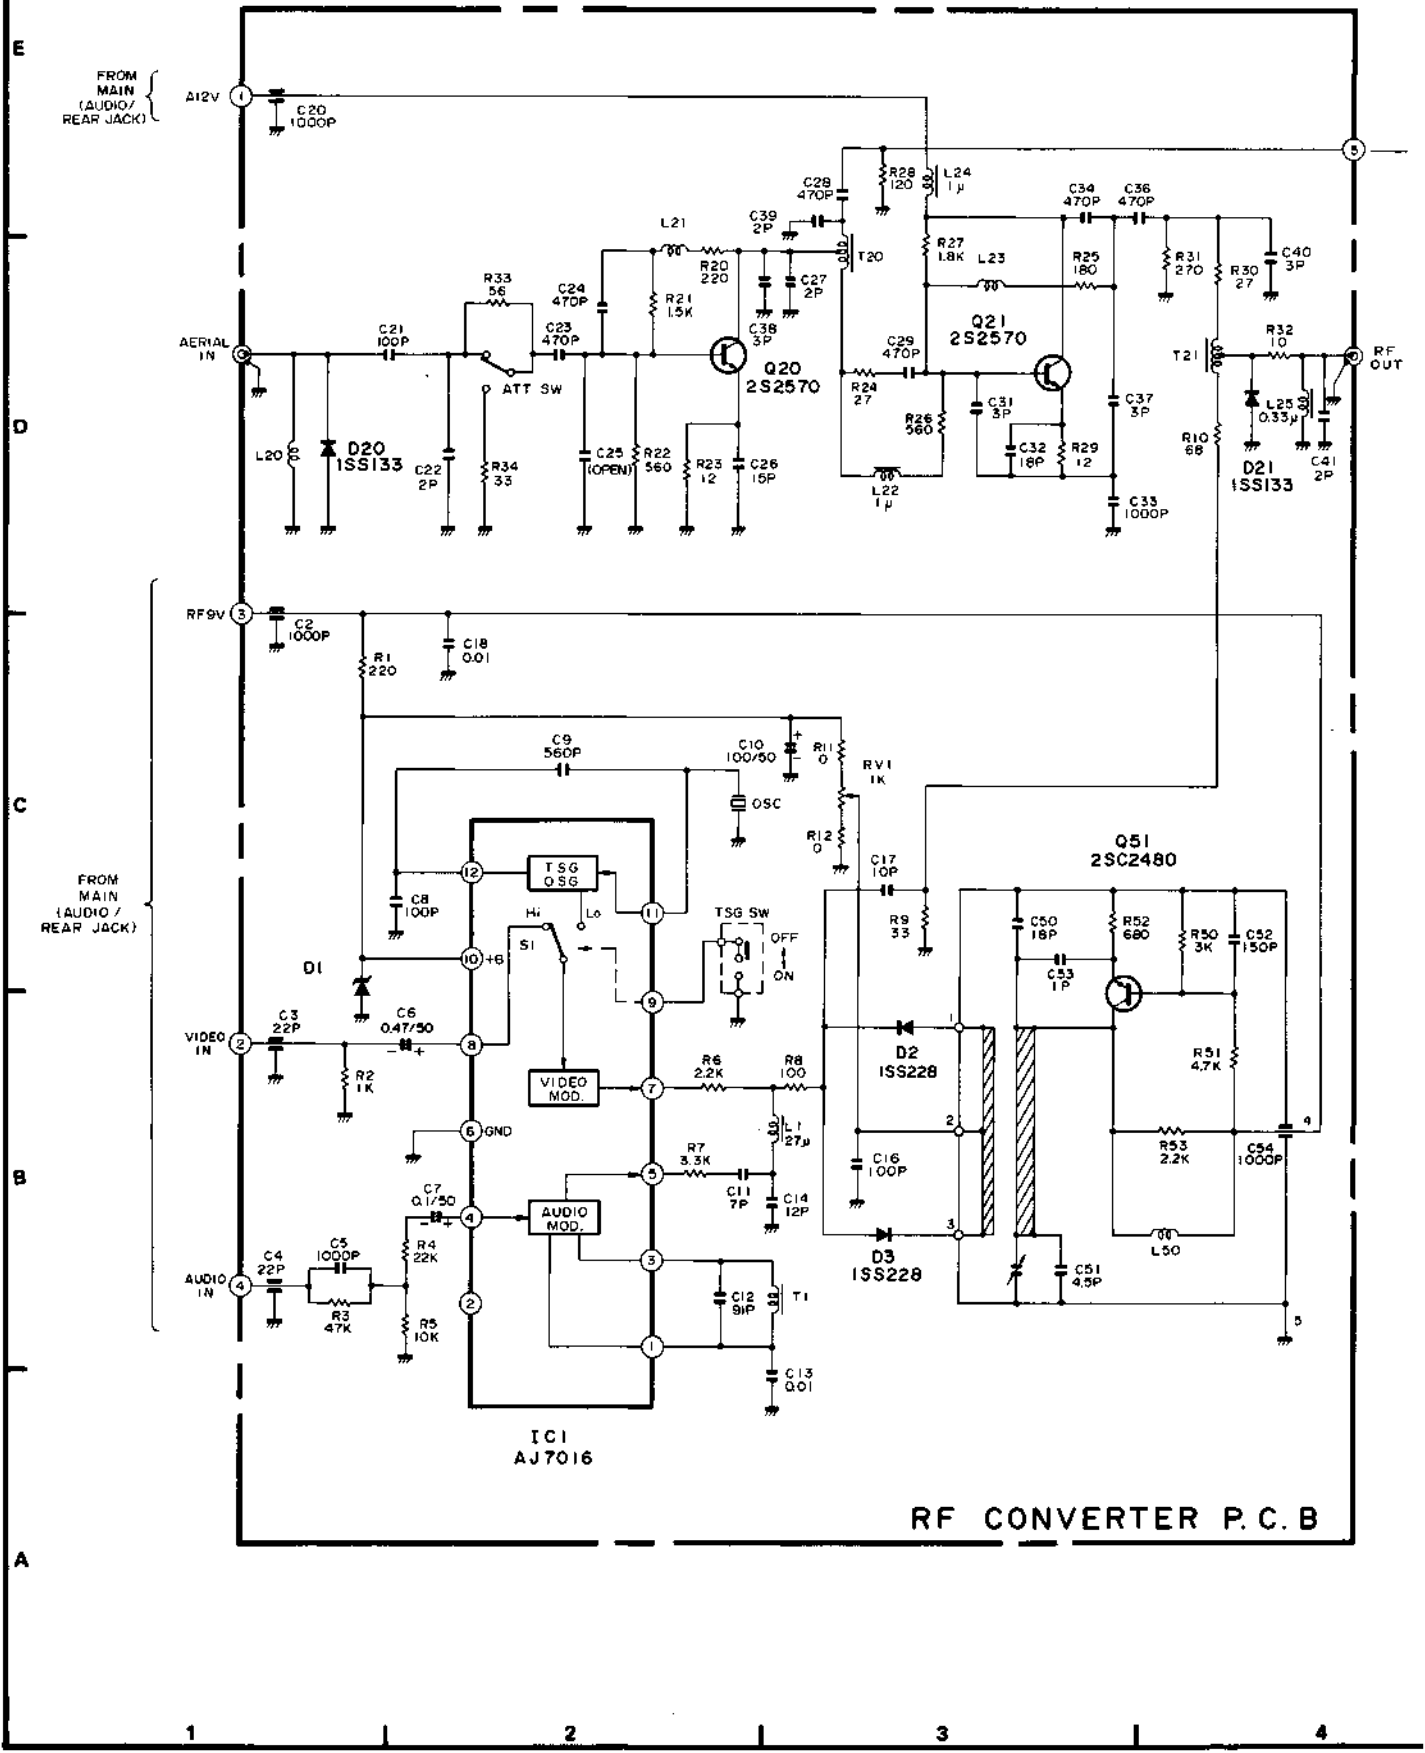 E
FROM
MAIN
(AUDIO/
REAR JACK)
A12V
1
C20
1000P
5
C28
470P
R28
120
L24
1μ
C34
470P
C36
470P
L21
C39
2P
T20
R27
1.8K
L23
R25
180
R31
270
R30
27
C40
3P
R33
56
C24
470P
R20
220
C27
2P
R21
1.5K
C38
3P
Q21
2S2570
AERIAL
IN
C21
100P
C23
470P
ATT SW
Q20
2S2570
C29
470P
R24
27
T21
R32
10
RF
OUT
D
L20
D20
1SS133
C22
2P
R34
33
C25
(OPEN)
R22
560
R23
12
C26
15P
R26
560
C31
3P
C32
18P
R29
12
C37
3P
R10
68
L25
0.33μ
D21
1SS133
C41
2P
L22
1μ
C33
1000P
RF9V
3
C2
1000P
R1
220
C18
0.01
C9
560P
C10
100/50
+
-
R11
0
RV1
1K
C
OSC
R12
0
Q51
2SC2480
FROM
MAIN
(AUDIO /
REAR JACK)
12
TSG
OSG
C17
10P
C8
100P
Hi
Lo
11
TSG SW
R9
33
C50
18P
R52
680
R50
3K
C52
150P
S1
OFF
ON
D1
10
+6
C53
1P
9
VIDEO
IN
2
C3
22P
C6
0.47/50
-
+
8
1
D2
1SS228
R2
1K
VIDEO
MOD.
7
R6
2.2K
R8
100
R51
4.7K
6
GND
L1
27μ
2
R53
2.2K
C54
1000P
4
B
R7
3.3K
5
C11
7P
C14
12P
C16
100P
C7
0.1/50
-
+
4
AUDIO
MOD.
3
L50
R4
22K
D3
1SS228
AUDIO
IN
4
C4
22P
C5
1000P
R3
47K
3
C12
91P
T1
C51
4.5P
2
R5
10K
1
5
C13
0.01
IC1
AJ7016
RF CONVERTER P.C.B
A
1
2
3
4